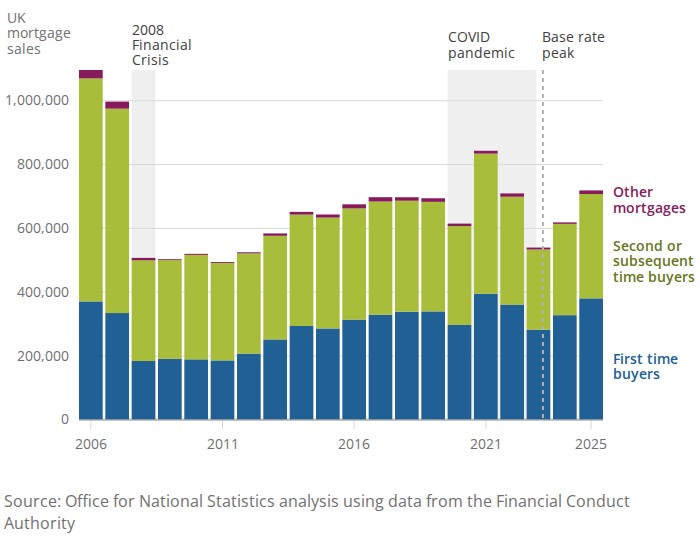 UK
mortgage
sales
2008
Financial
Crisis
COVID
pandemic
Base rate
peak
1,000,000
800,000
600,000
400,000
200,000
0
Other
mortgages
Second or
subsequent
time buyers
First time
buyers
2006
2011
2016
2021
2025
Source: Office for National Statistics analysis using data from the Financial Conduct
Authority